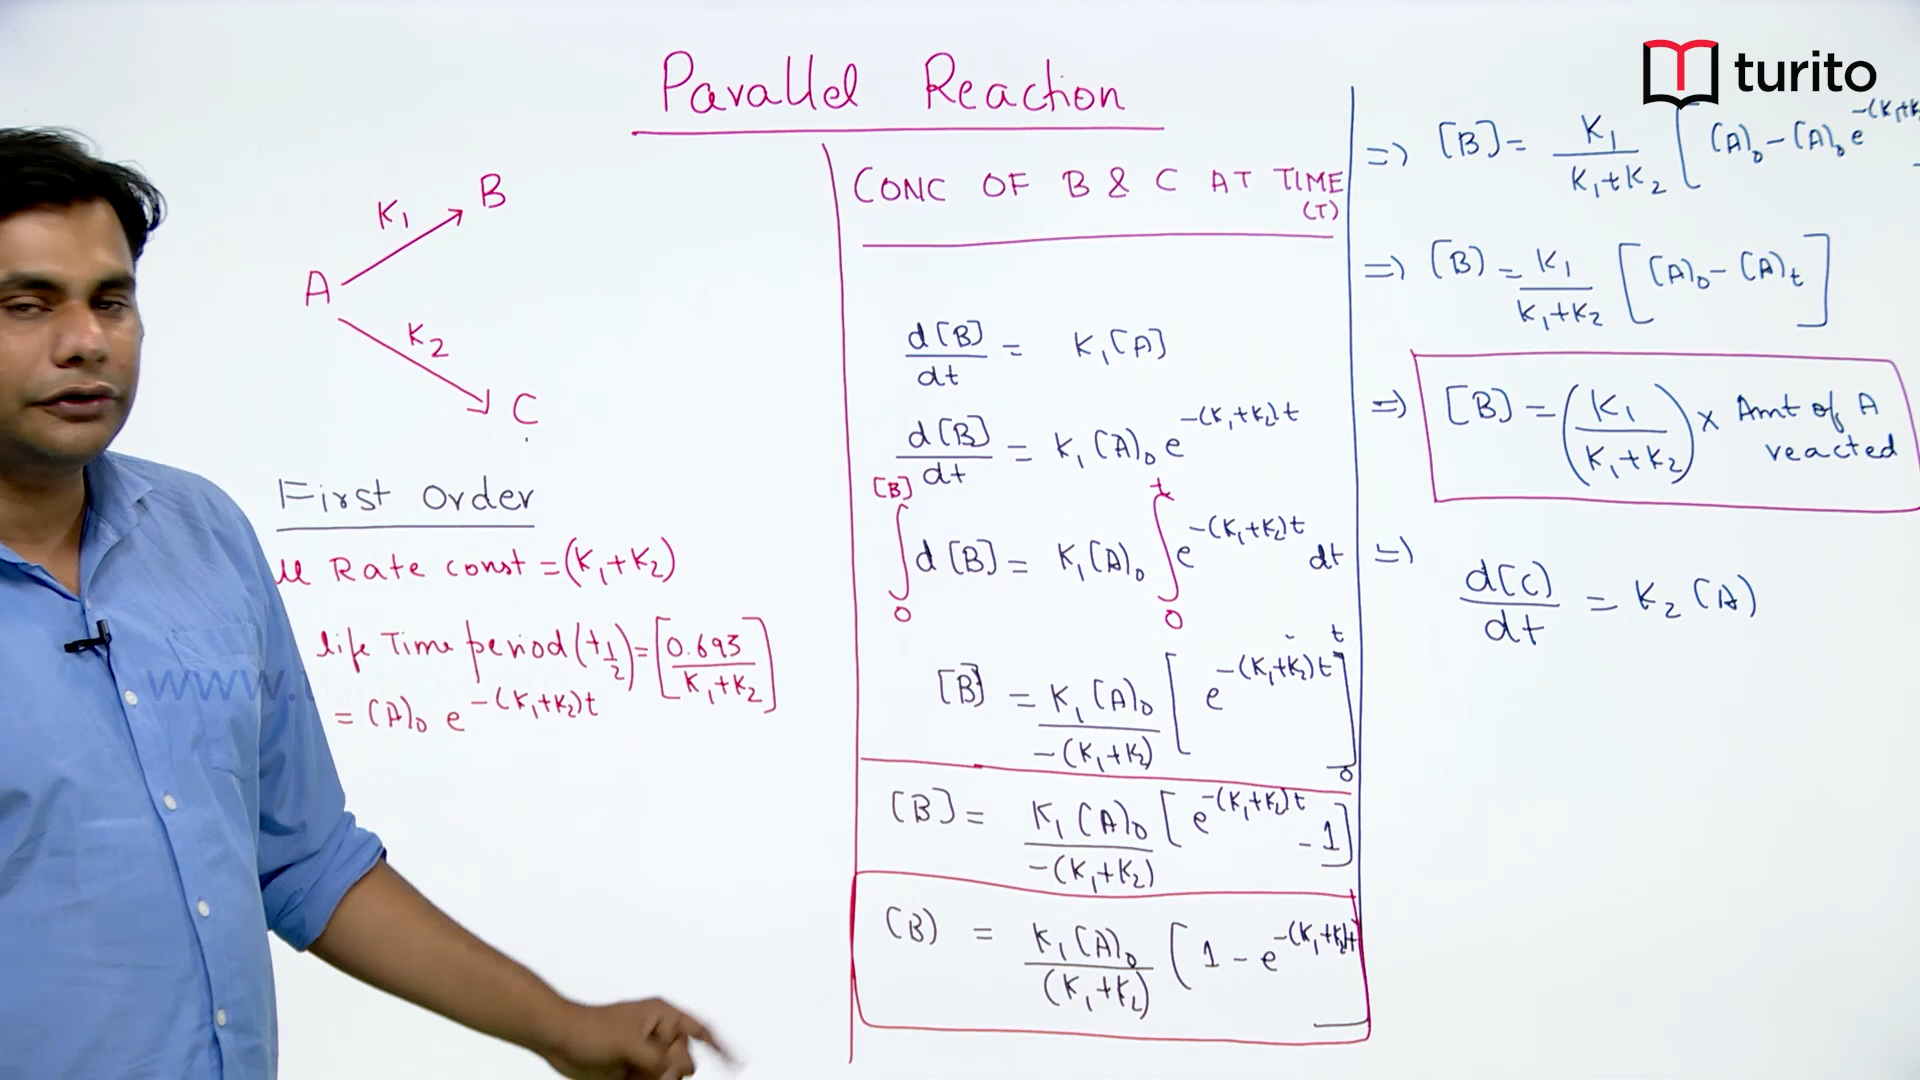 turito
Parallel Reaction
K₁
B
A
K₂
C
First Order
ll Rate const = (K₁+K₂)
life Time period (t½) = [0.693 / K₁+K₂]
= (A)₀ e^-(K₁+K₂)t
CONC OF B & C AT TIME (T)
d[B]/dt = K₁[A]
d[B]/dt = K₁(A)₀ e^-(K₁+K₂)t
∫₀^[B] d[B] = K₁(A)₀ ∫₀^t e^-(K₁+K₂)t dt
[B] = K₁(A)₀ / -(K₁+K₂) [e^-(K₁+K₂)t]₀^t
[B] = K₁(A)₀ / -(K₁+K₂) [e^-(K₁+K₂)t - 1]
(B) = K₁(A)₀ / (K₁+K₂) (1 - e^-(K₁+K₂)t
=> [B] = K₁ / K₁+K₂ [(A)₀ - (A)₀ e^-(K₁+K
=> (B) = K₁ / K₁+K₂ [(A)₀ - (A)t]
=> [B] = (K₁ / K₁+K₂) x Amt of A reacted
=> d(C)/dt = K₂ (A)